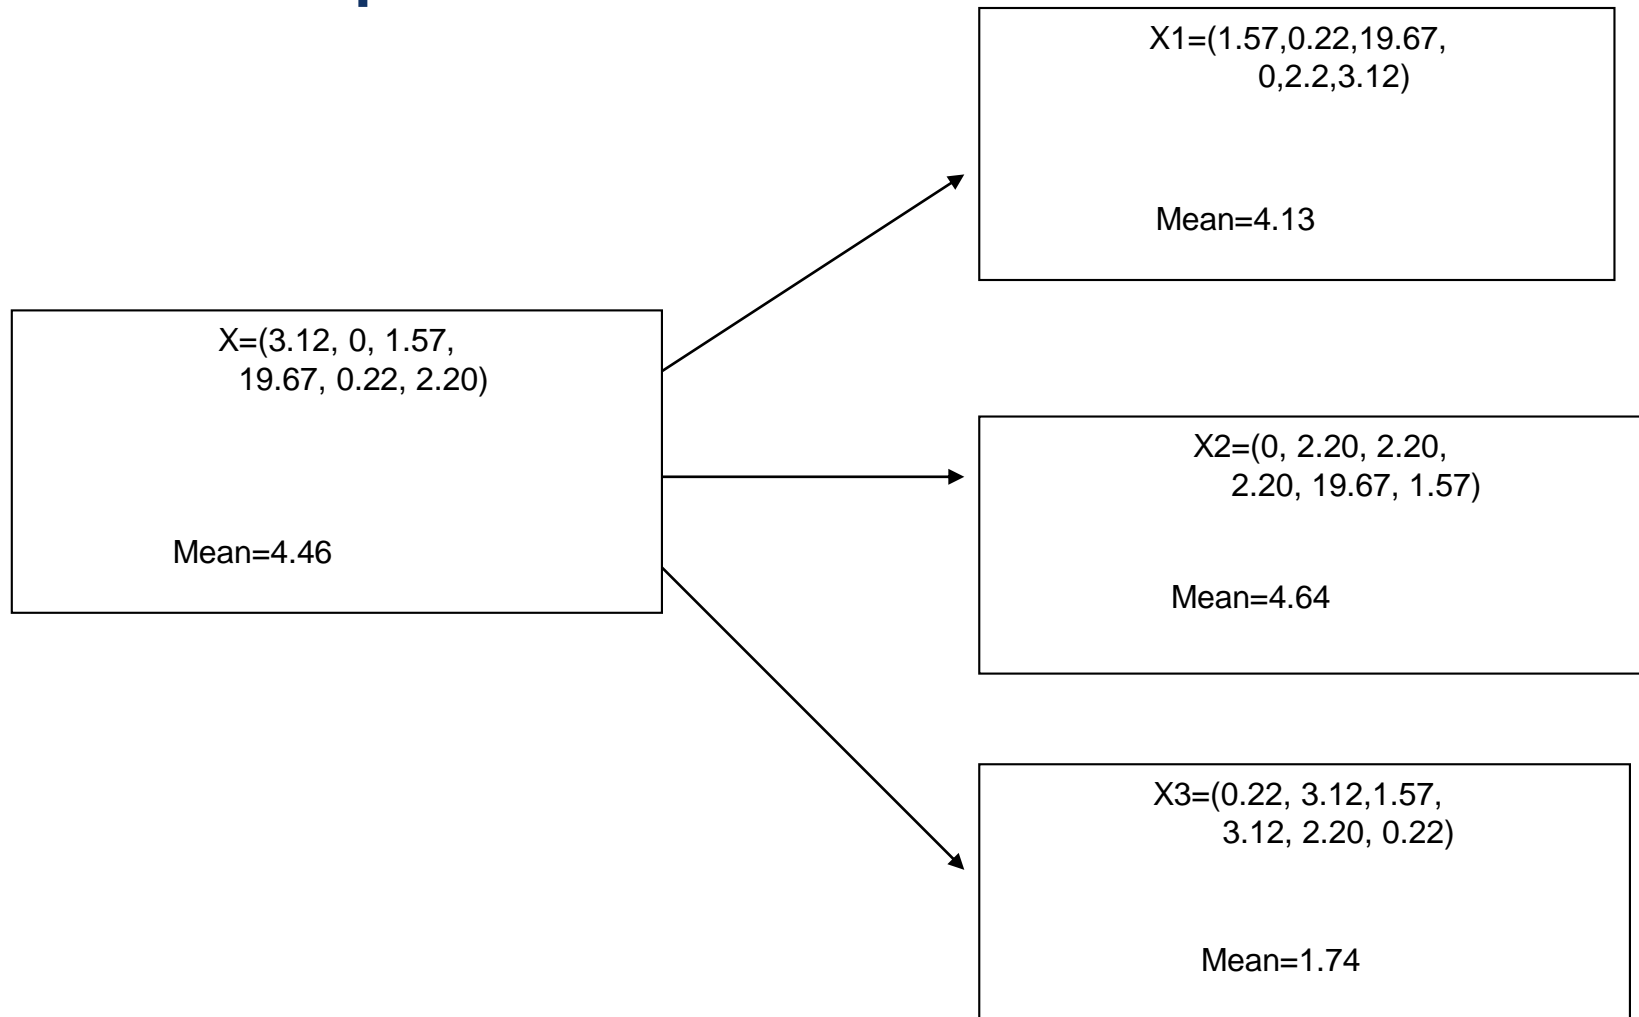 X=(3.12, 0, 1.57,
19.67, 0.22, 2.20)
Mean=4.46
X1=(1.57,0.22,19.67,
0,2.2,3.12)
Mean=4.13
X2=(0, 2.20, 2.20,
2.20, 19.67, 1.57)
Mean=4.64
X3=(0.22, 3.12,1.57,
3.12, 2.20, 0.22)
Mean=1.74